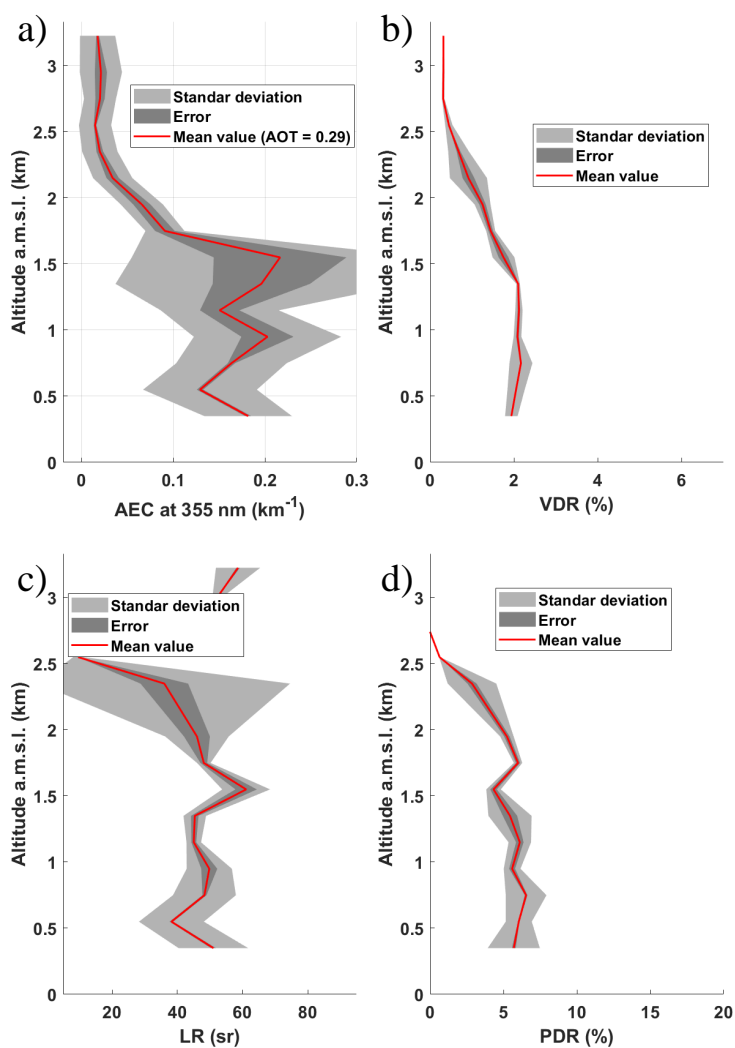 a)
3
2.5
2
1.5
1
0.5
0
Altitude a.m.s.l. (km)
Standar deviation
Error
Mean value (AOT = 0.29)
0 0.1 0.2 0.3
AEC at 355 nm (km-1)
b)
3
2.5
2
1.5
1
0.5
0
Altitude a.m.s.l. (km)
Standar deviation
Error
Mean value
0 2 4 6
VDR (%)
c)
3
2.5
2
1.5
1
0.5
0
Altitude a.m.s.l. (km)
Standar deviation
Error
Mean value
20 40 60 80
LR (sr)
d)
3
2.5
2
1.5
1
0.5
0
Altitude a.m.s.l. (km)
Standar deviation
Error
Mean value
0 5 10 15 20
PDR (%)